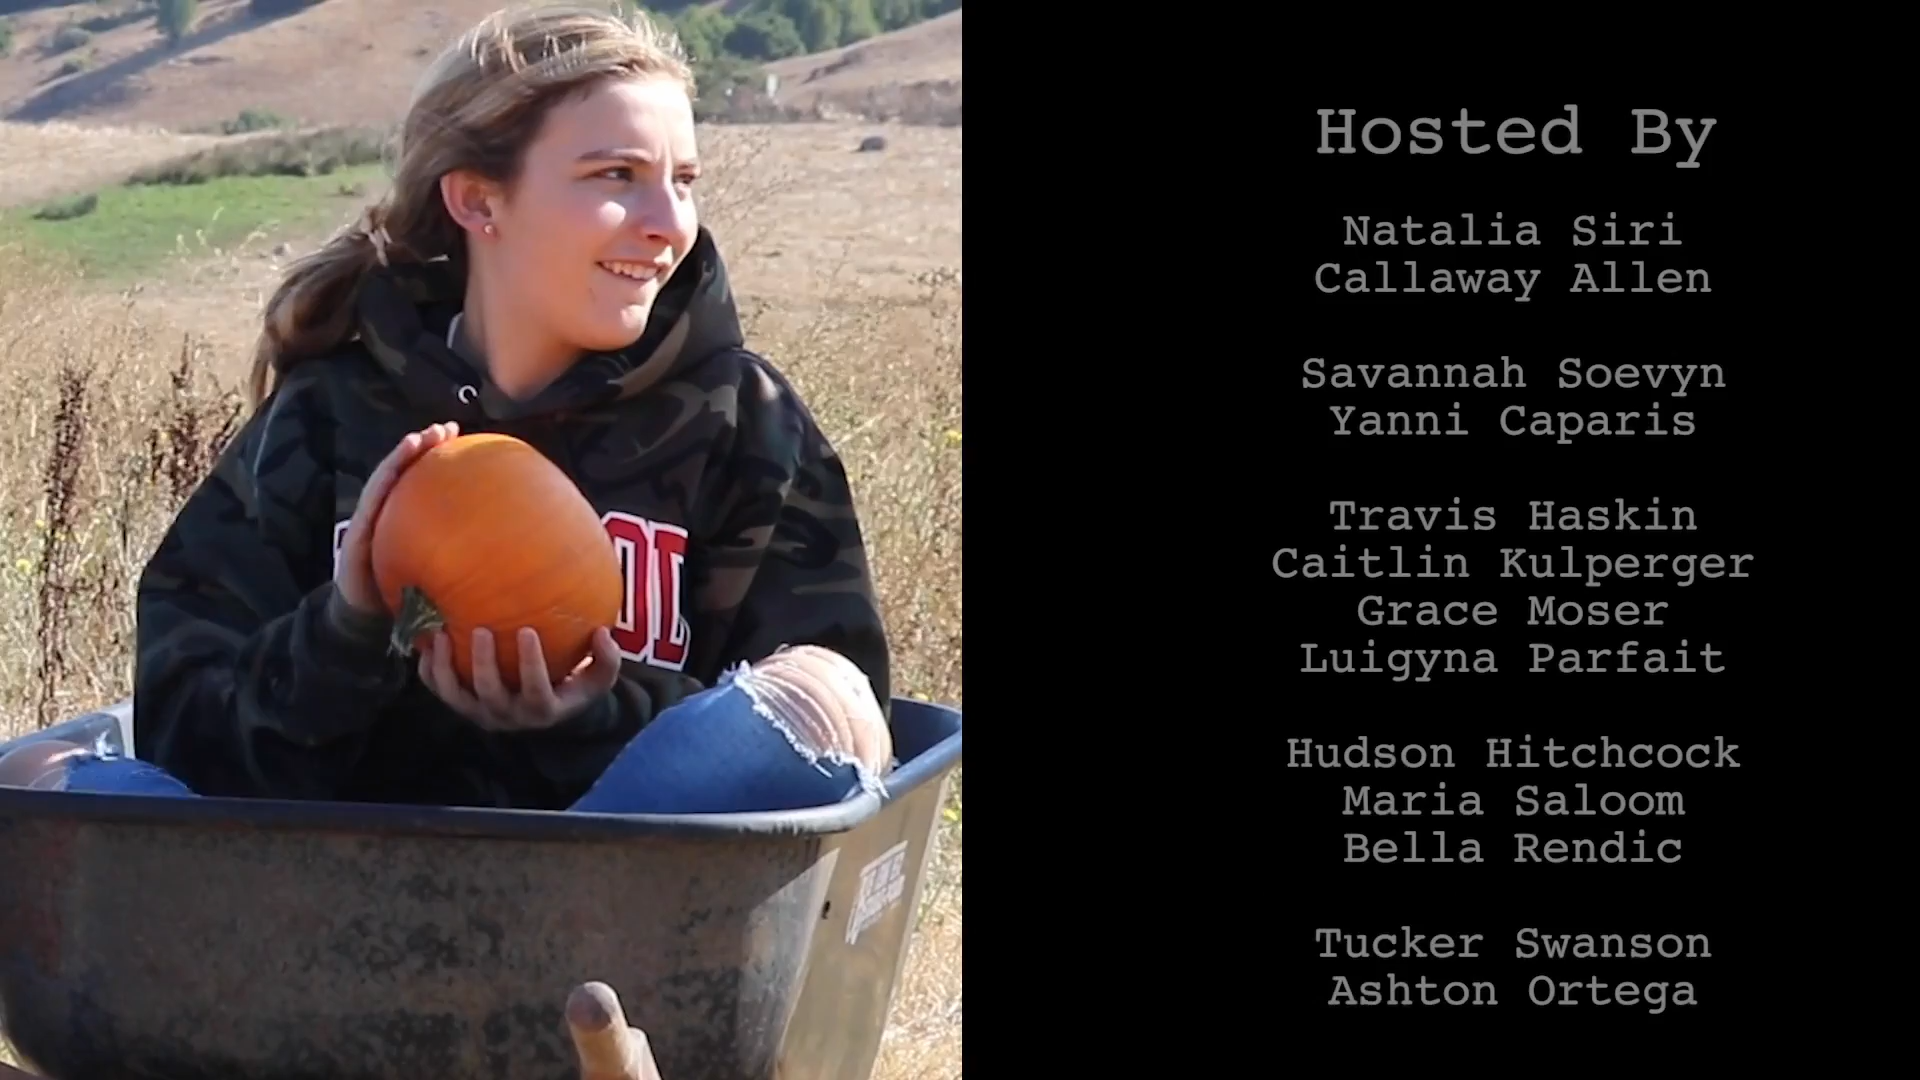 Hosted By
Natalia Siri
Callaway Allen
Savannah Soevyn
Yanni Caparis
Travis Haskin
Caitlin Kulperger
Grace Moser
Luigyna Parfait
Hudson Hitchcock
Maria Saloom
Bella Rendic
Tucker Swanson
Ashton Ortega